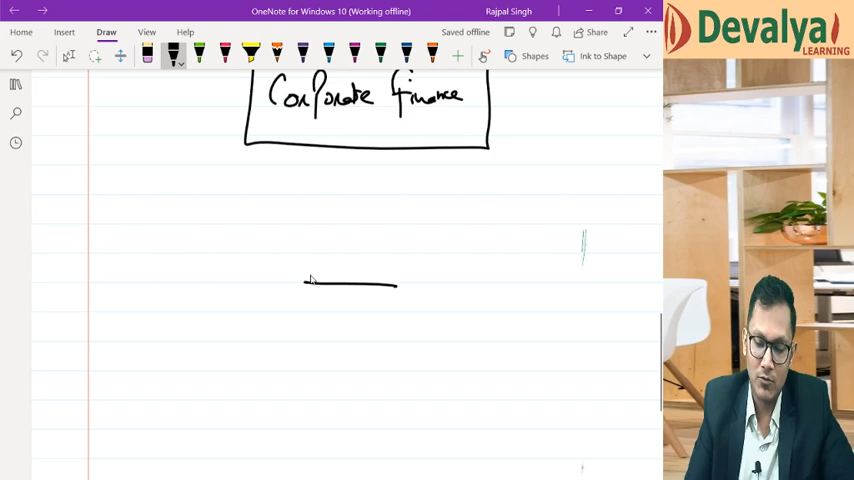 OneNote for Windows 10 (Working offline)
Rajpal Singh
Home Insert Draw View Help
Saved offline
Share
Shapes
Ink to Shape
Corporate Finance
Devalya
LEARNING